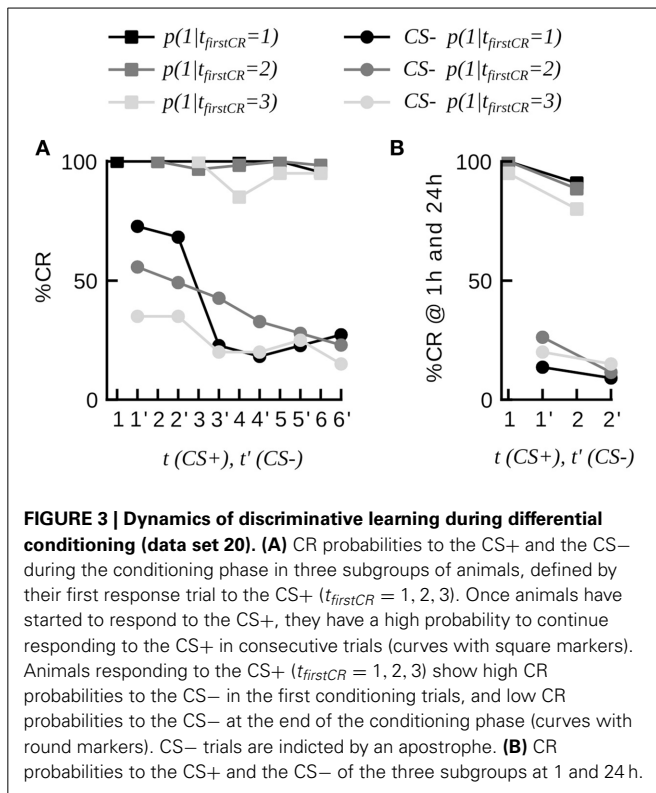 p(1|t_firstCR=1) CS- p(1|t_firstCR=1)
p(1|t_firstCR=2) CS- p(1|t_firstCR=2)
p(1|t_firstCR=3) CS- p(1|t_firstCR=3)
A
100
50
0
%CR
1 1' 2 2' 3 3' 4 4' 5 5' 6 6'
t (CS+), t' (CS-)
B
100
50
0
%CR @ 1h and 24h
1 1' 2 2'
t (CS+), t' (CS-)
FIGURE 3 | Dynamics of discriminative learning during differential
conditioning (data set 20). (A) CR probabilities to the CS+ and the CS−
during the conditioning phase in three subgroups of animals, defined by
their first response trial to the CS+ (t_firstCR = 1, 2, 3). Once animals have
started to respond to the CS+, they have a high probability to continue
responding to the CS+ in consecutive trials (curves with square markers).
Animals responding to the CS+ (t_firstCR = 1, 2, 3) show high CR
probabilities to the CS− in the first conditioning trials, and low CR
probabilities to the CS− at the end of the conditioning phase (curves with
round markers). CS− trials are indicted by an apostrophe. (B) CR
probabilities to the CS+ and the CS− of the three subgroups at 1 and 24 h.